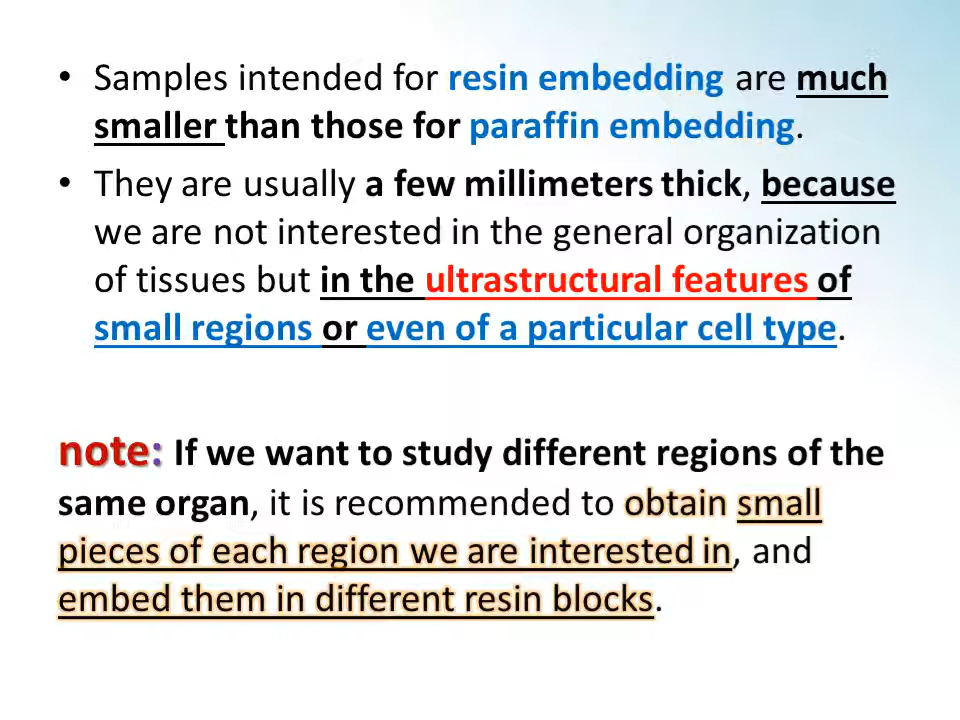 • Samples intended for resin embedding are much
smaller than those for paraffin embedding.
• They are usually a few millimeters thick, because
we are not interested in the general organization
of tissues but in the ultrastructural features of
small regions or even of a particular cell type.
note: If we want to study different regions of the
same organ, it is recommended to obtain small
pieces of each region we are interested in, and
embed them in different resin blocks.